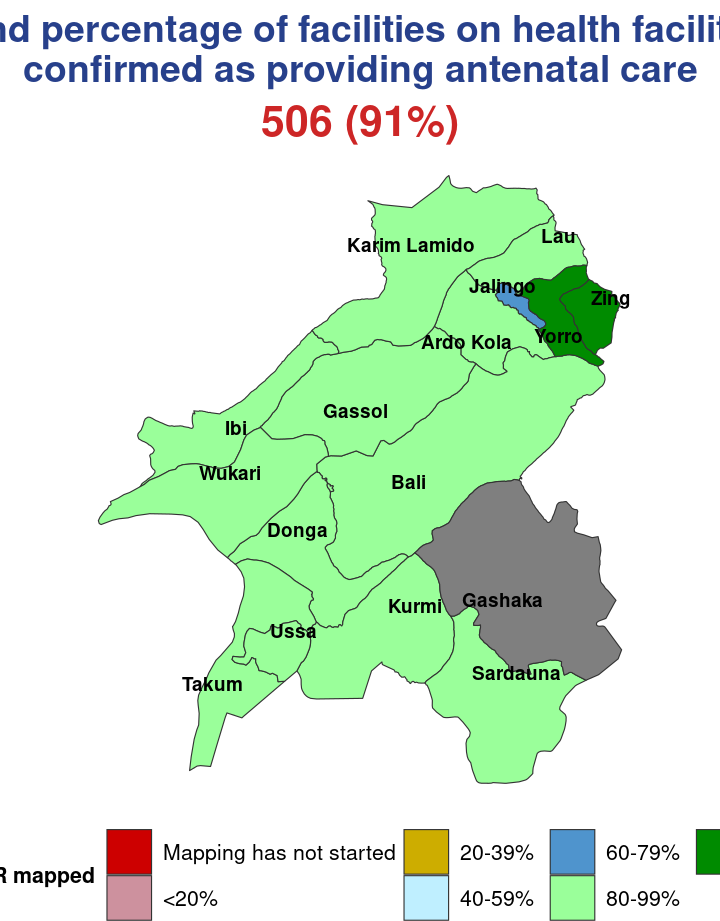 percentage of facilities on health
confirmed as providing antenatal care
506 (91%)
Karim Lamido
Lau
Jalingo
Zing
Ardo Kola
Yorro
Gassol
Ibi
Wukari
Bali
Donga
Gashaka
Kurmi
Ussa
Sardauna
Takum
Mapping has not started
20-39%
60-79%
R mapped
<20%
40-59%
80-99%